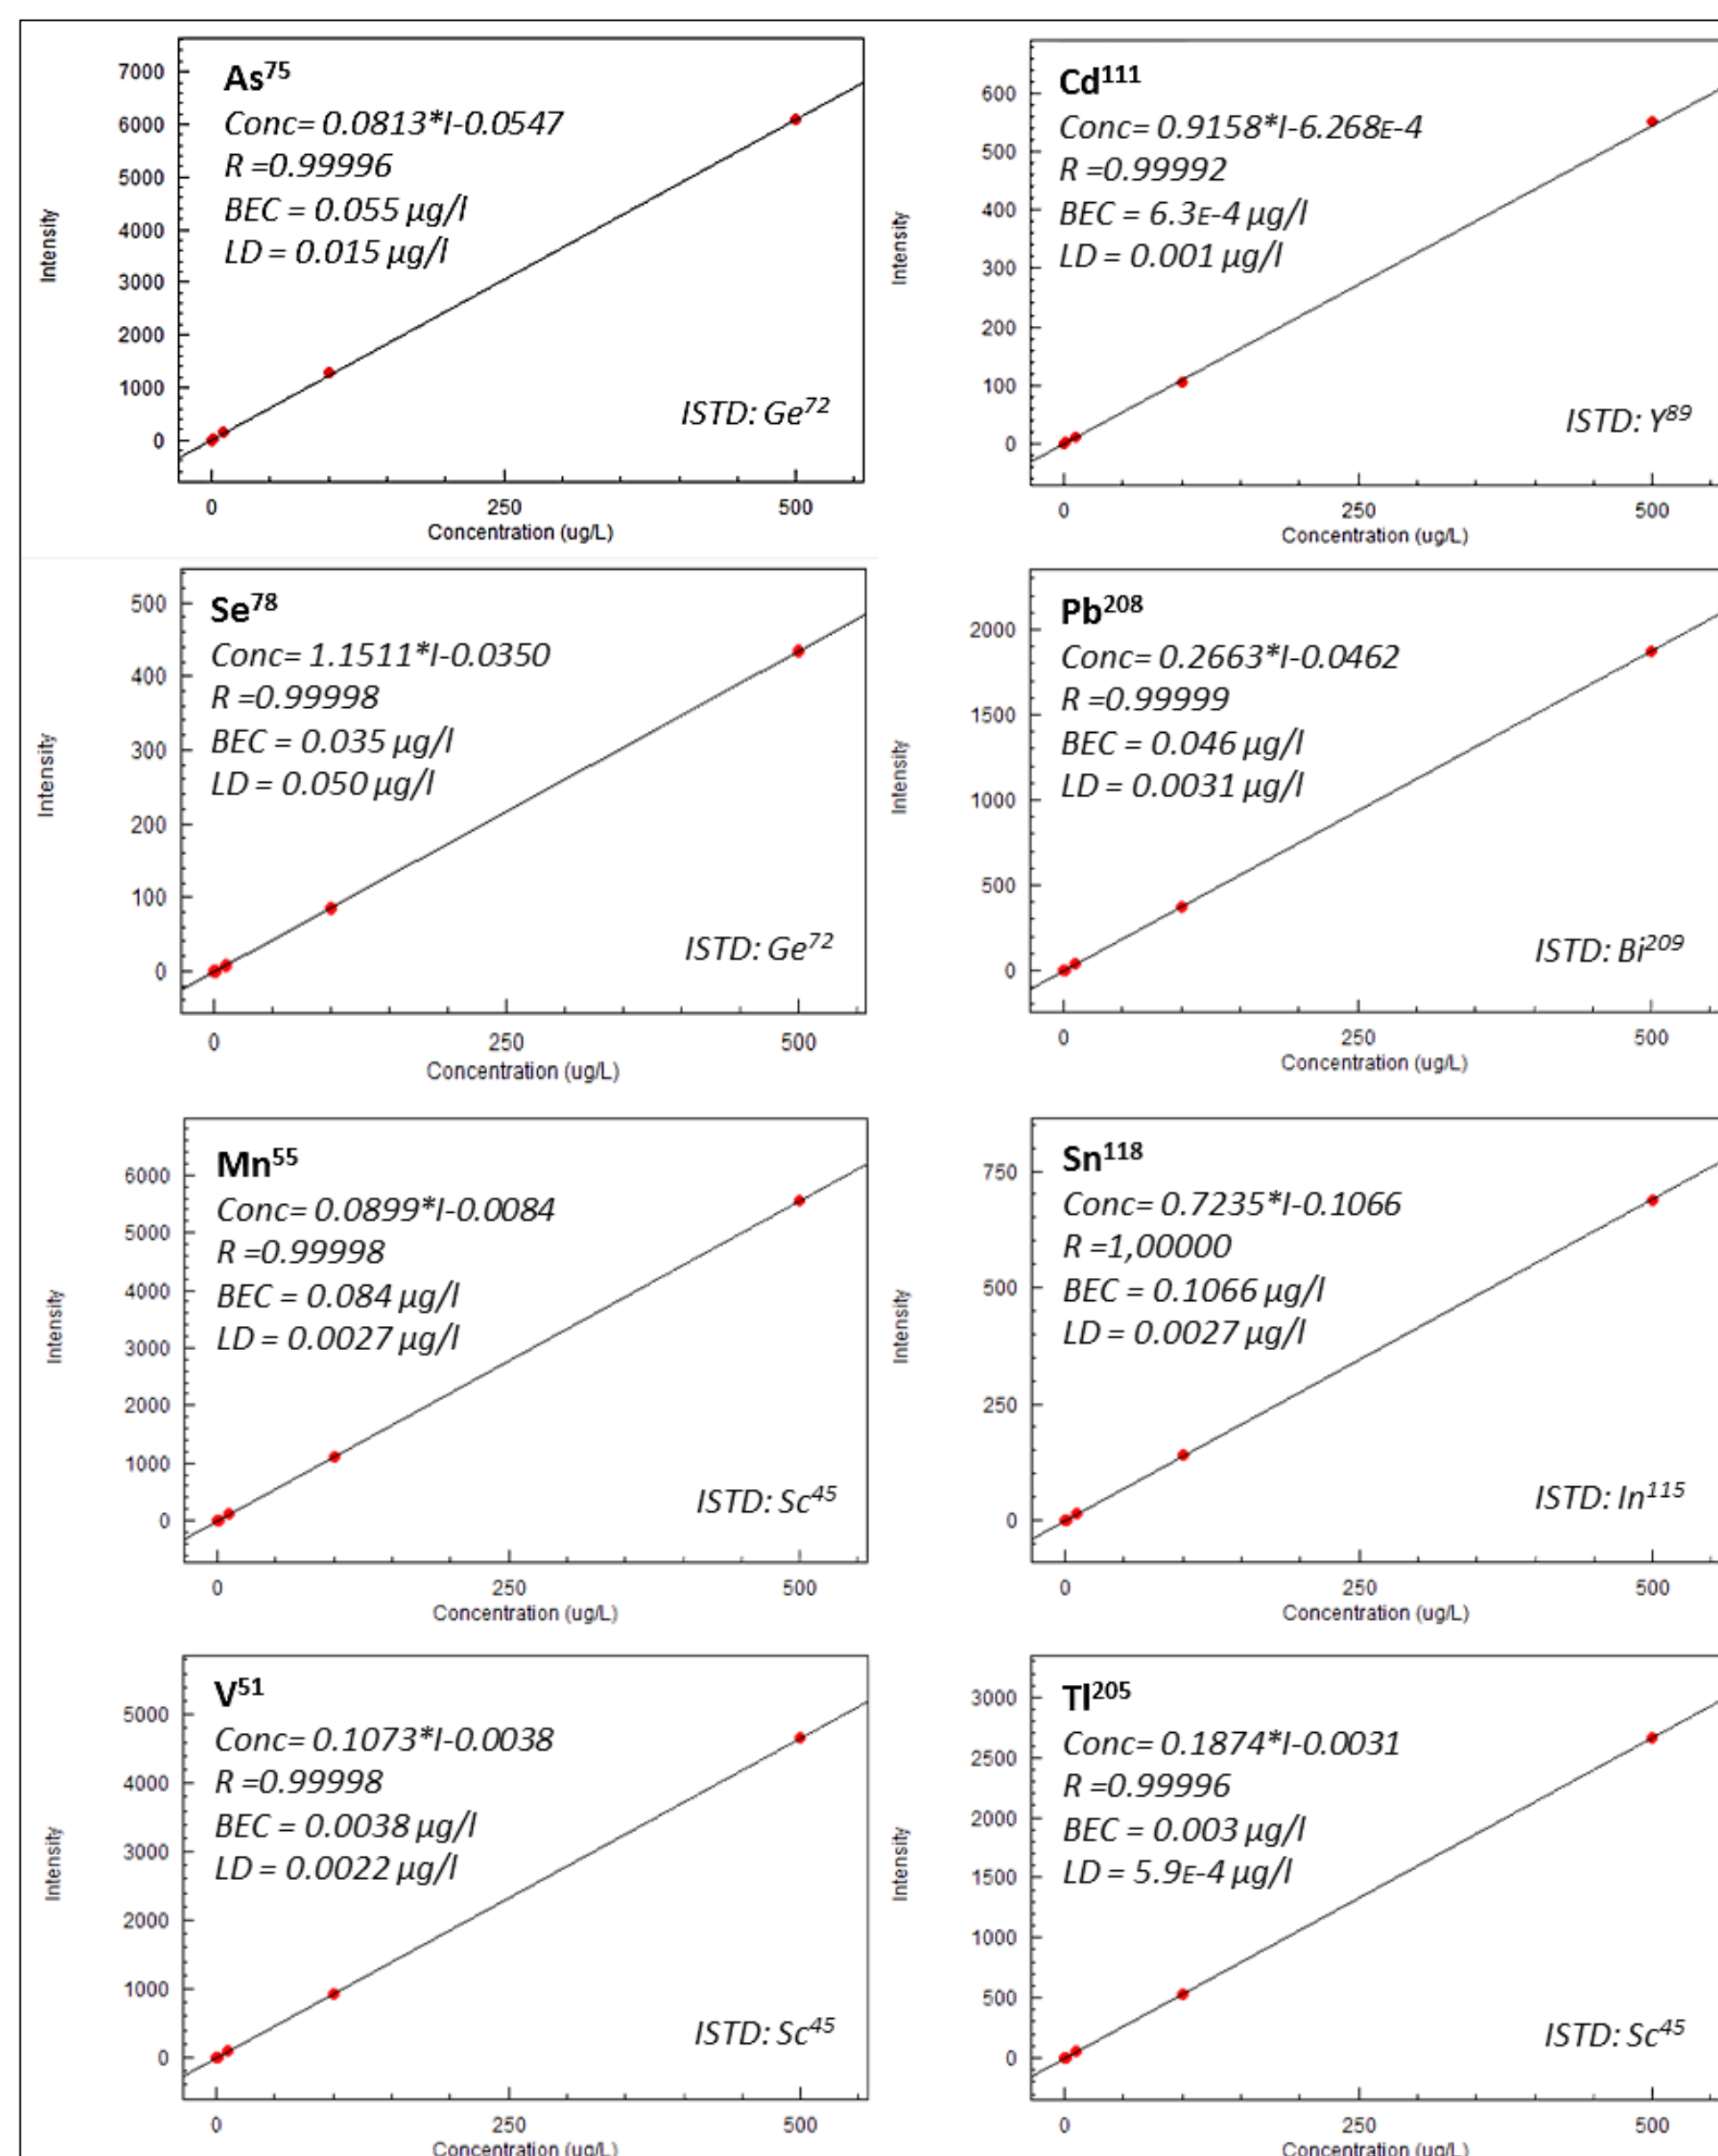 As75
Conc= 0.0813*I-0.0547
R =0.99996
BEC = 0.055 µg/l
LD = 0.015 µg/l
ISTD: Ge72
Intensity
7000
6000
5000
4000
3000
2000
1000
0
0 250 500
Concentration (ug/L)
Cd111
Conc= 0.9158*I-6.268E-4
R =0.99992
BEC = 6.3E-4 µg/l
LD = 0.001 µg/l
ISTD: Y89
Intensity
600
500
400
300
200
100
0
0 250 500
Concentration (ug/L)
Se78
Conc= 1.1511*I-0.0350
R =0.99998
BEC = 0.035 µg/l
LD = 0.050 µg/l
ISTD: Ge72
Intensity
500
400
300
200
100
0
0 250 500
Concentration (ug/L)
Pb208
Conc= 0.2663*I-0.0462
R =0.99999
BEC = 0.046 µg/l
LD = 0.0031 µg/l
ISTD: Bi209
Intensity
2000
1500
1000
500
0
0 250 500
Concentration (ug/L)
Mn55
Conc= 0.0899*I-0.0084
R =0.99998
BEC = 0.084 µg/l
LD = 0.0027 µg/l
ISTD: Sc45
Intensity
6000
5000
4000
3000
2000
1000
0
0 250 500
Concentration (ug/L)
Sn118
Conc= 0.7235*I-0.1066
R =1,00000
BEC = 0.1066 µg/l
LD = 0.0027 µg/l
ISTD: In115
Intensity
750
500
250
0
0 250 500
Concentration (ug/L)
V51
Conc= 0.1073*I-0.0038
R =0.99998
BEC = 0.0038 µg/l
LD = 0.0022 µg/l
ISTD: Sc45
Intensity
5000
4000
3000
2000
1000
0
0 250 500
Concentration (ug/L)
Tl205
Conc= 0.1874*I-0.0031
R =0.99996
BEC = 0.003 µg/l
LD = 5.9E-4 µg/l
ISTD: Sc45
Intensity
3000
2500
2000
1500
1000
500
0
0 250 500
Concentration (ug/L)